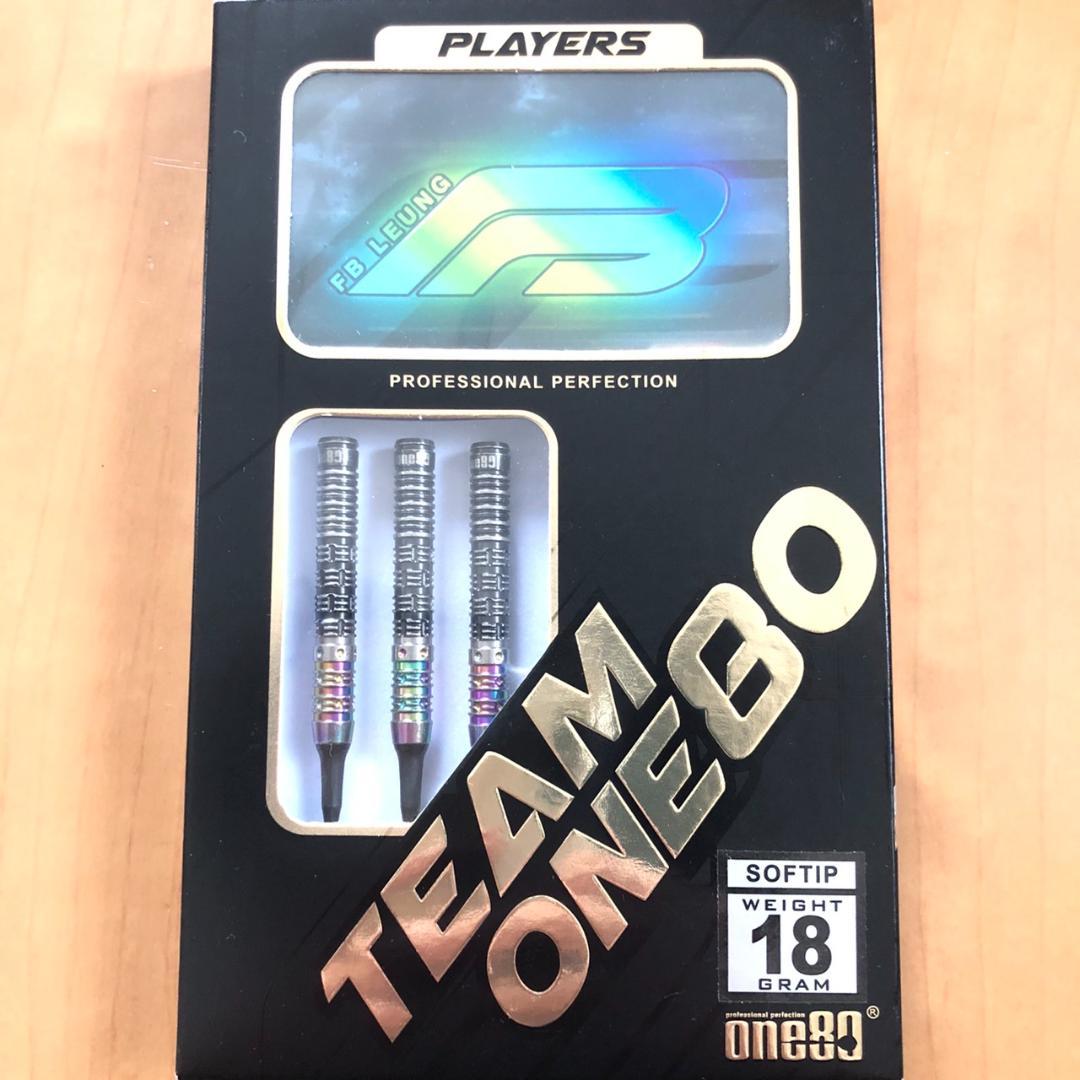 PLAYERS
FB LEUNG
PROFESSIONAL PERFECTION
TEAM
ONE80
SOFTIP
WEIGHT
18
GRAM
professional perfection
one80®